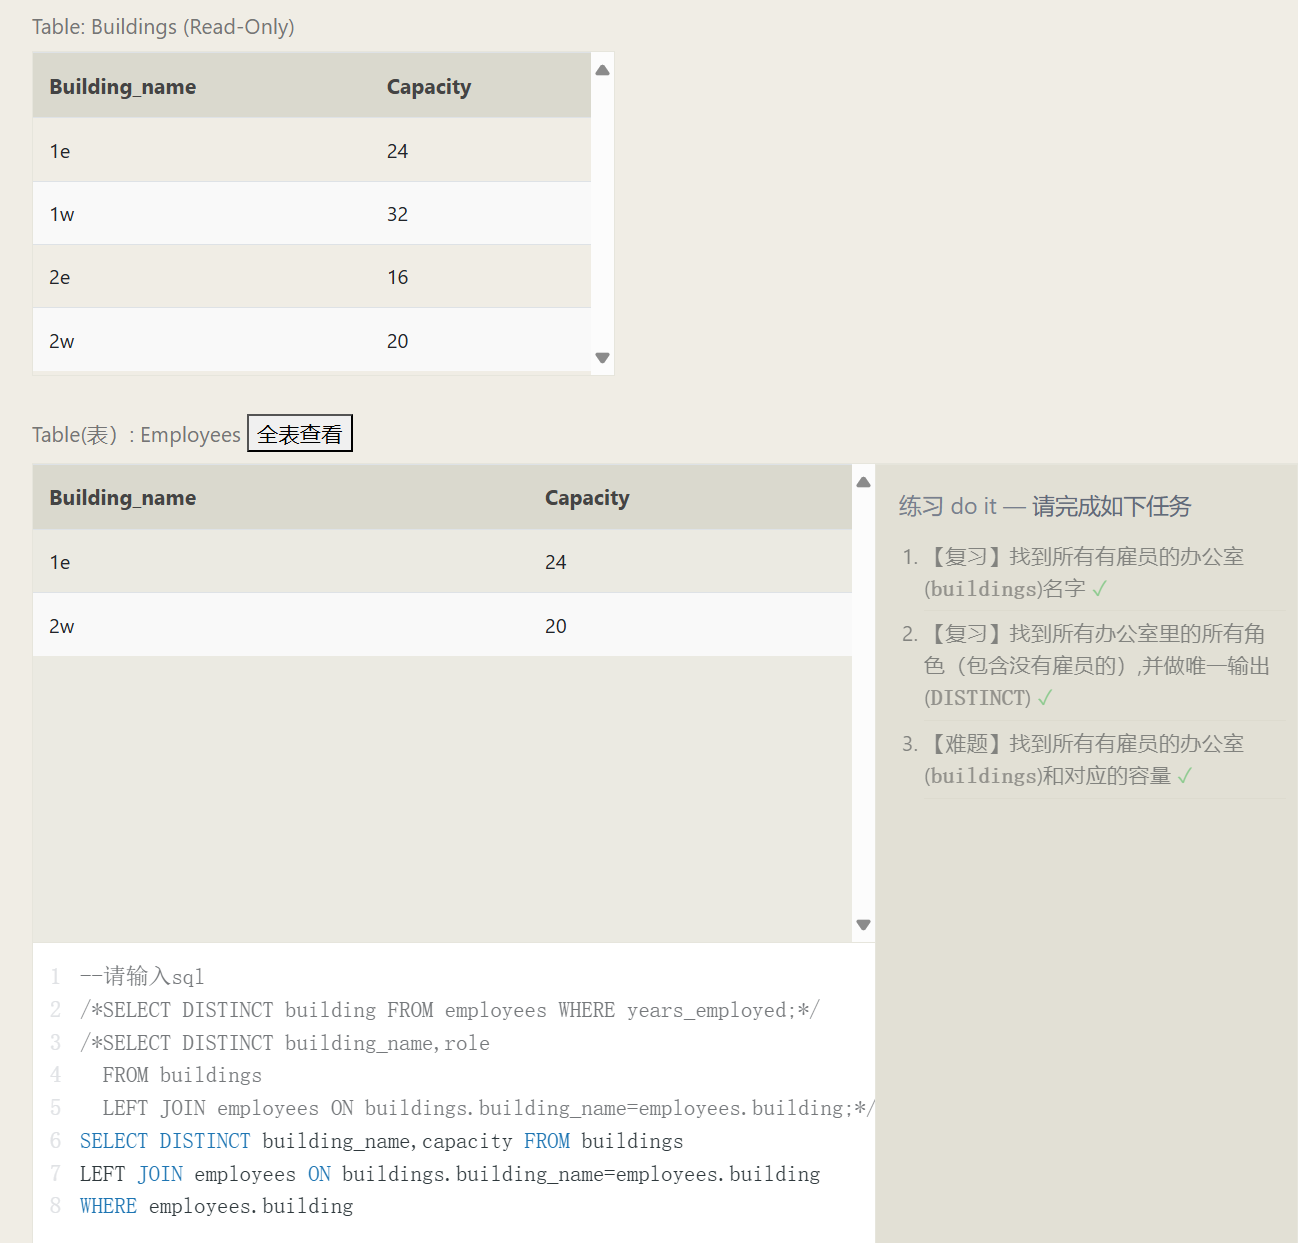 Table: Buildings (Read-Only)
Building_name Capacity
1e 24
1w 32
2e 16
2w 20
Table(表）: Employees 全表查看
Building_name Capacity
1e 24
2w 20
练习 do it — 请完成如下任务
1. 【复习】找到所有有雇员的办公室
(buildings)名字 ✓
2. 【复习】找到所有办公室里的所有角
色（包含没有雇员的）,并做唯一输出
(DISTINCT) ✓
3. 【难题】找到所有有雇员的办公室
(buildings)和对应的容量 ✓
1 --请输入sql
2 /*SELECT DISTINCT building FROM employees WHERE years_employed;*/
3 /*SELECT DISTINCT building_name,role
4 FROM buildings
5 LEFT JOIN employees ON buildings.building_name=employees.building;*/
6 SELECT DISTINCT building_name,capacity FROM buildings
7 LEFT JOIN employees ON buildings.building_name=employees.building
8 WHERE employees.building